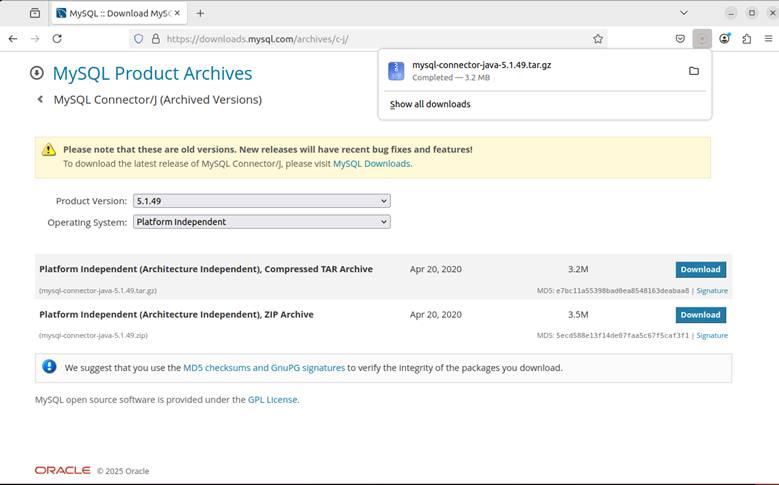 MySQL :: Download MySC
https://downloads.mysql.com/archives/c-j/
mysql-connector-java-5.1.49.tar.gz
Completed — 3.2 MB
Show all downloads
MySQL Product Archives
MySQL Connector/J (Archived Versions)
Please note that these are old versions. New releases will have recent bug fixes and features!
To download the latest release of MySQL Connector/J, please visit MySQL Downloads.
Product Version: 5.1.49
Operating System: Platform Independent
Platform Independent (Architecture Independent), Compressed TAR Archive Apr 20, 2020 3.2M Download
(mysql-connector-java-5.1.49.tar.gz) MD5: e7bc11a55398bad0ea8548163deabaa8 | Signature
Platform Independent (Architecture Independent), ZIP Archive Apr 20, 2020 3.5M Download
(mysql-connector-java-5.1.49.zip) MD5: 5ecd588e13f14de07faa5c67f5caf3f1 | Signature
We suggest that you use the MD5 checksums and GnuPG signatures to verify the integrity of the packages you download.
MySQL open source software is provided under the GPL License.
ORACLE © 2025 Oracle